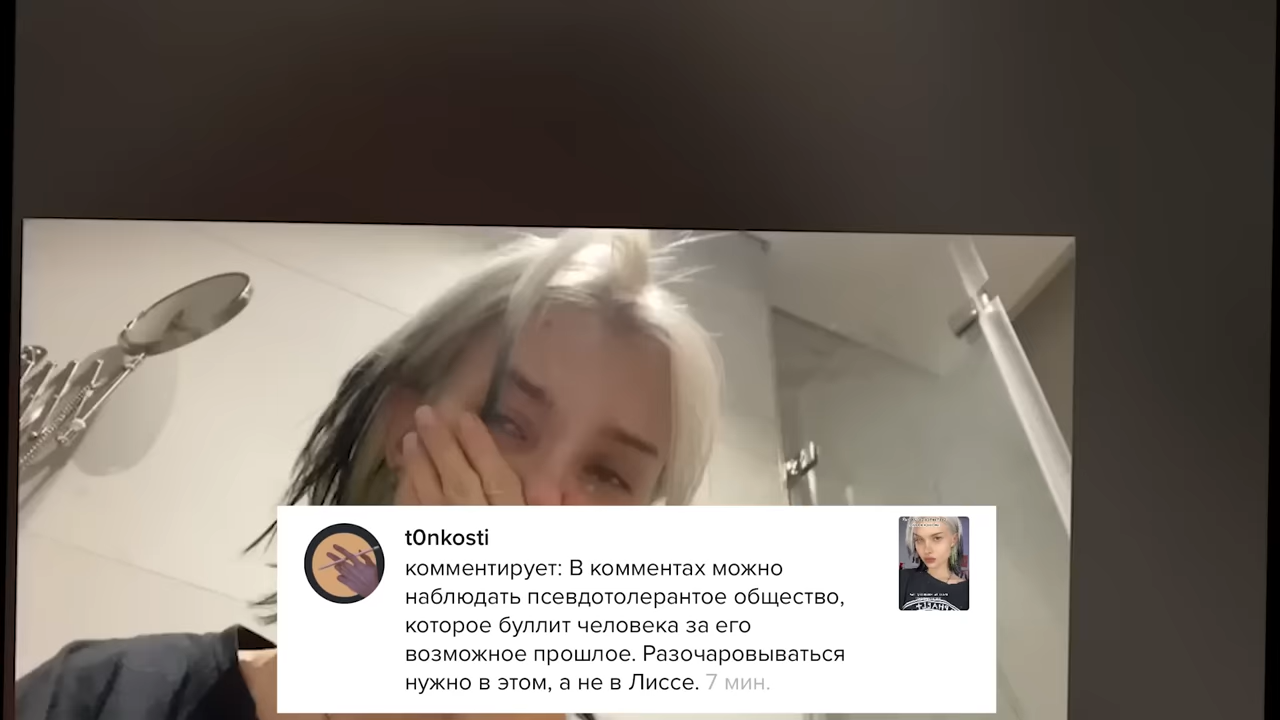 t0nkosti
комментирует: В комментах можно
наблюдать псевдотолерантое общество,
которое буллит человека за его
возможное прошлое. Разочаровываться
нужно в этом, а не в Лиссе. 7 мин.